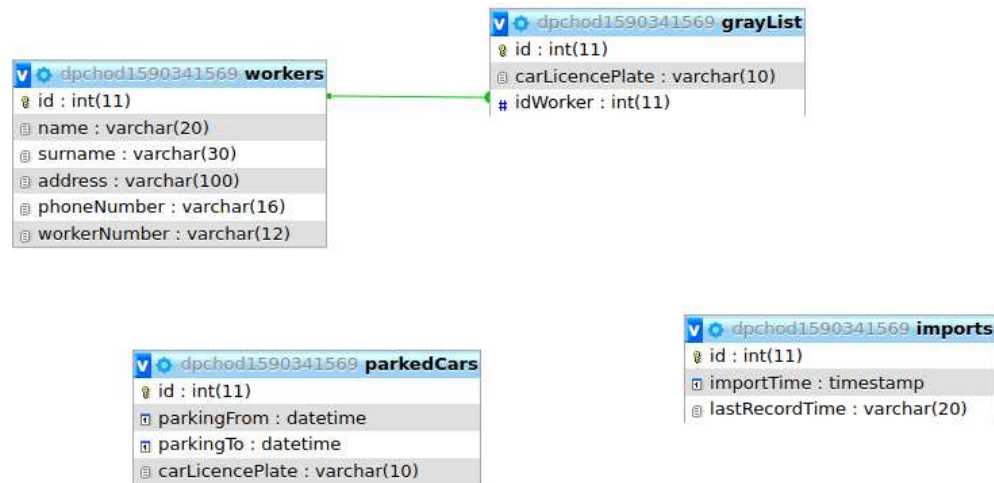 V dpchod1590341569 workers
id : int(11)
name : varchar(20)
surname : varchar(30)
address : varchar(100)
phoneNumber : varchar(16)
workerNumber : varchar(12)
V dpchod1590341569 grayList
id : int(11)
carLicencePlate : varchar(10)
# idWorker : int(11)
V dpchod1590341569 parkedCars
id : int(11)
parkingFrom : datetime
parkingTo : datetime
carLicencePlate : varchar(10)
V dpchod1590341569 imports
id : int(11)
importTime : timestamp
lastRecordTime : varchar(20)